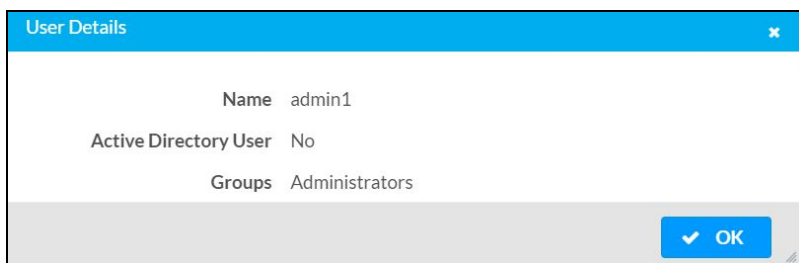 User Details
Name admin1
Active Directory User No
Groups Administrators
OK